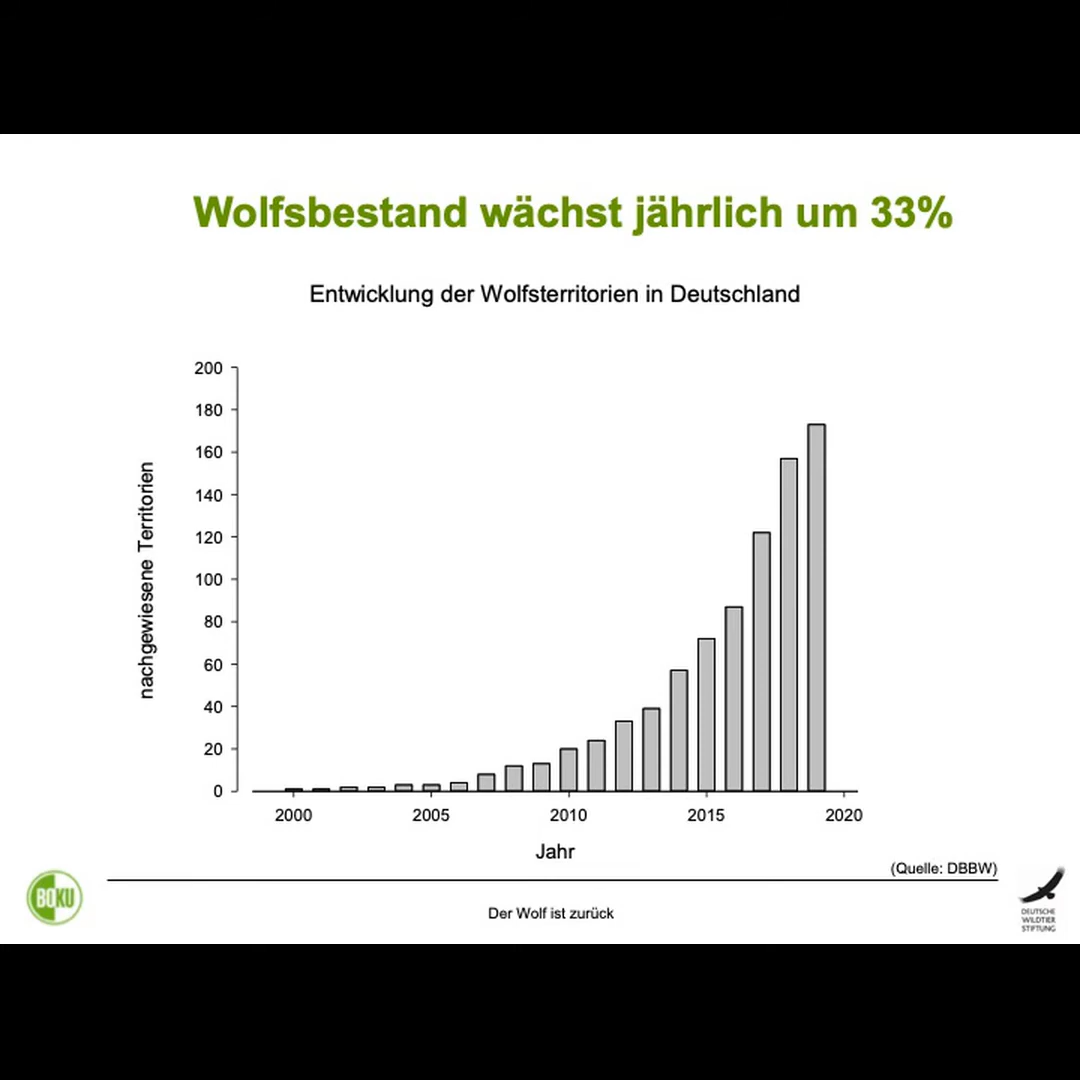 Wolfsbestand wächst jährlich um 33%
Entwicklung der Wolfsterritorien in Deutschland
nachgewiesene Territorien
200
180
160
140
120
100
80
60
40
20
0
2000 2005 2010 2015 2020
Jahr
(Quelle: DBBW)
BOKU
Der Wolf ist zurück
DEUTSCHE
WILDTIER
STIFTUNG